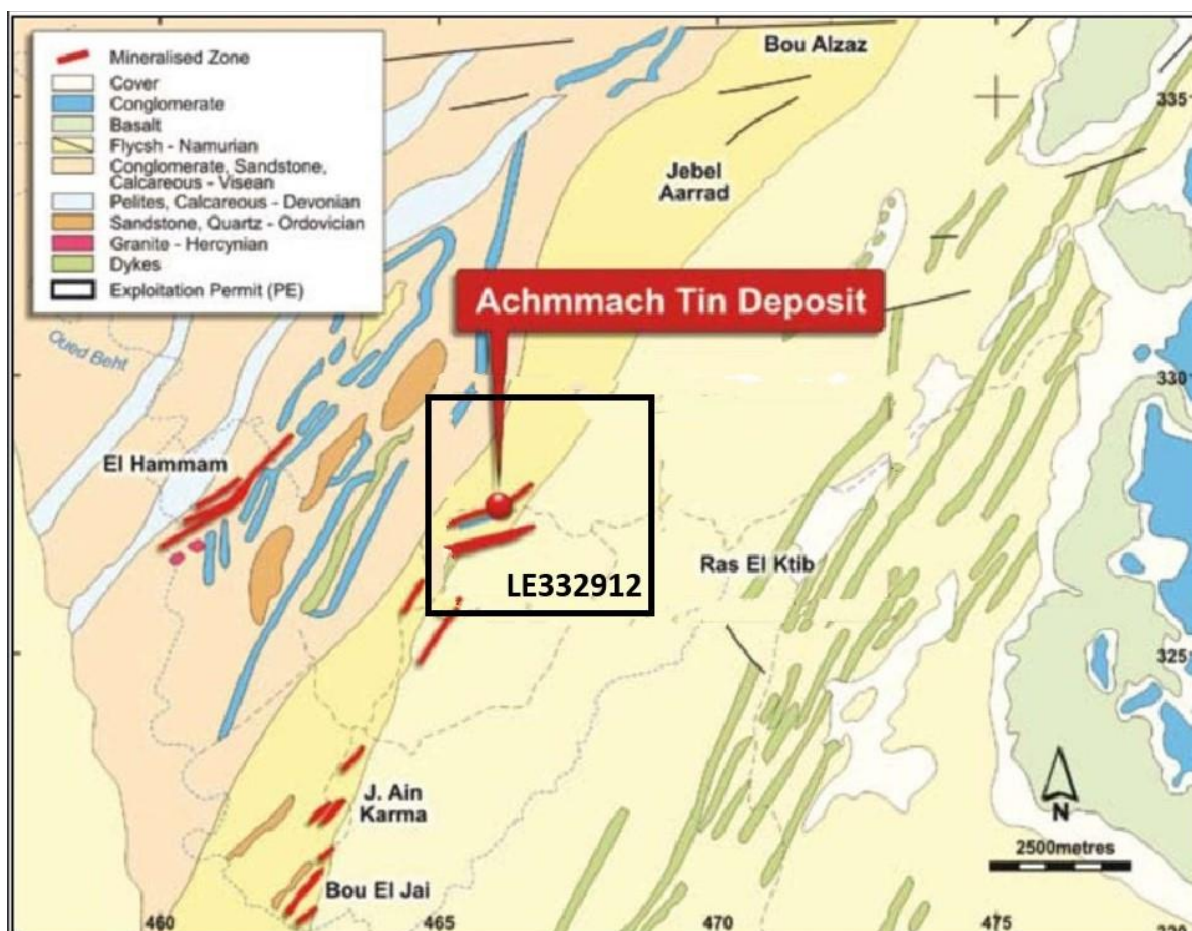 Mineralised Zone
Cover
Conglomerate
Basalt
Flycsh - Namurian
Conglomerate, Sandstone,
Calcareous - Visean
Pelites, Calcareous - Devonian
Sandstone, Quartz - Ordovician
Granite - Hercynian
Dykes
Exploitation Permit (PE)
Bou Alzaz
335
Jebel
Aarrad
Achmmach Tin Deposit
Oued Beht
330
El Hammam
Ras El Ktib
LE332912
325
J. Ain
Karma
N
2500metres
Bou El Jai
460
465
470
475